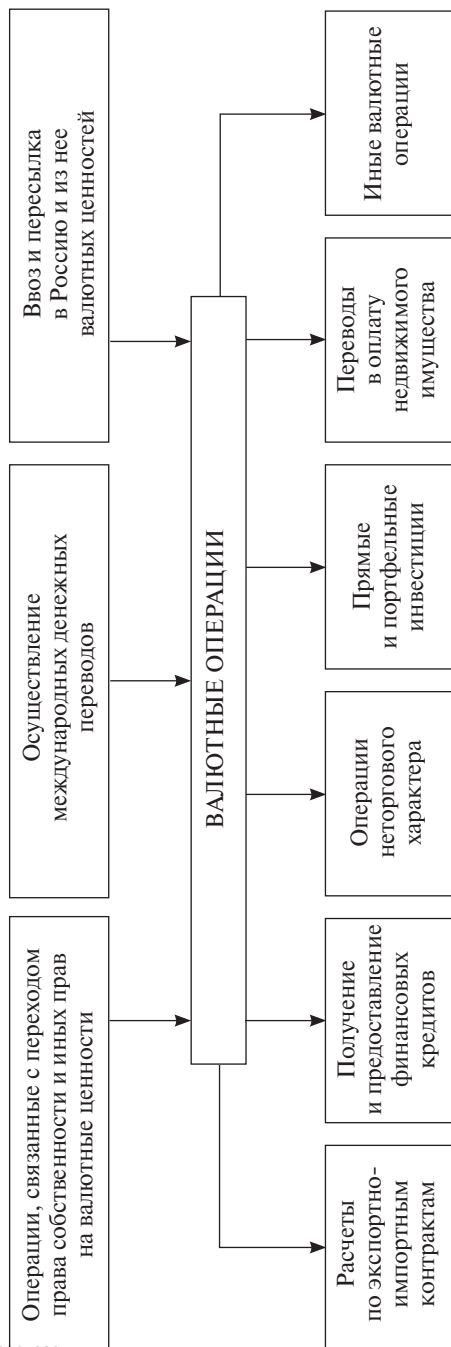 Операции, связанные с переходом
права собственности и иных прав
на валютные ценности
Осуществление
международных денежных
переводов
Ввоз и пересылка
в Россию и из нее
валютных ценностей
ВАЛЮТНЫЕ ОПЕРАЦИИ
Расчеты
по экспортно-
импортным
контрактам
Получение
и предоставление
финансовых
кредитов
Операции
неторгового
характера
Прямые
и портфельные
инвестиции
Переводы
в оплату
недвижимого
имущества
Иные валютные
операции